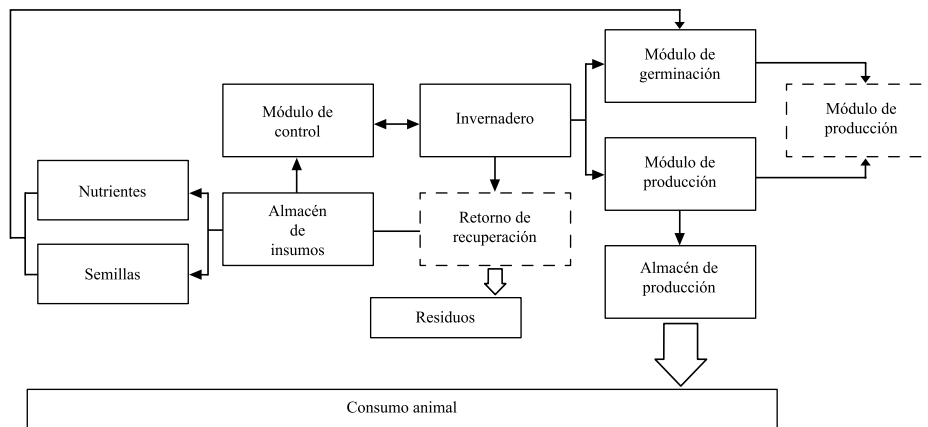 Módulo de
germinación
Módulo de
producción
Módulo de
control
Invernadero
Módulo de
producción
Nutrientes
Almacén
de
insumos
Retorno de
recuperación
Semillas
Almacén de
producción
Residuos
Consumo animal